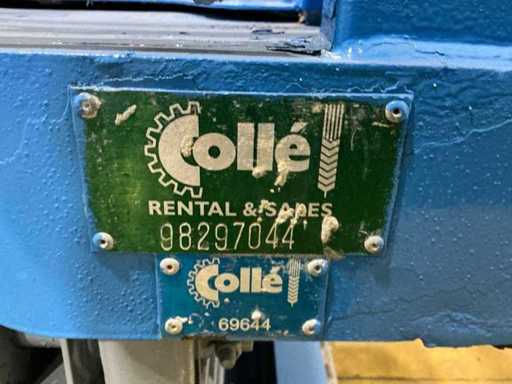 Collé
RENTAL & SALES
98297044
Collé
69644